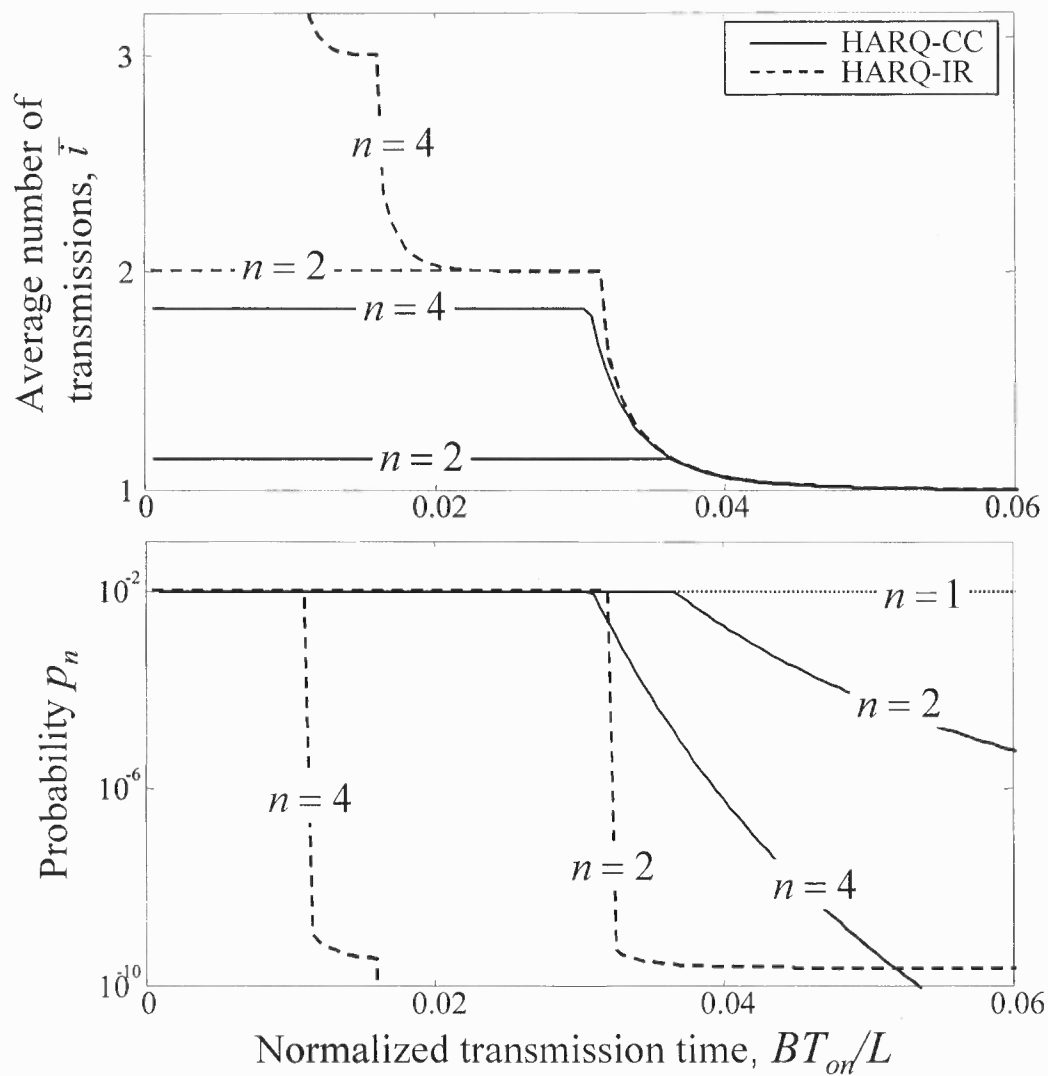 HARQ-CC
HARQ-IR
Average number of
transmissions, i̅
3
2
1
n = 4
n = 2
n = 4
n = 2
0
0.02
0.04
0.06
Probability pₙ
10⁻²
10⁻⁶
10⁻¹⁰
n = 1
n = 2
n = 4
n = 2
n = 4
0
0.02
0.04
0.06
Normalized transmission time, BTₒₙ/L